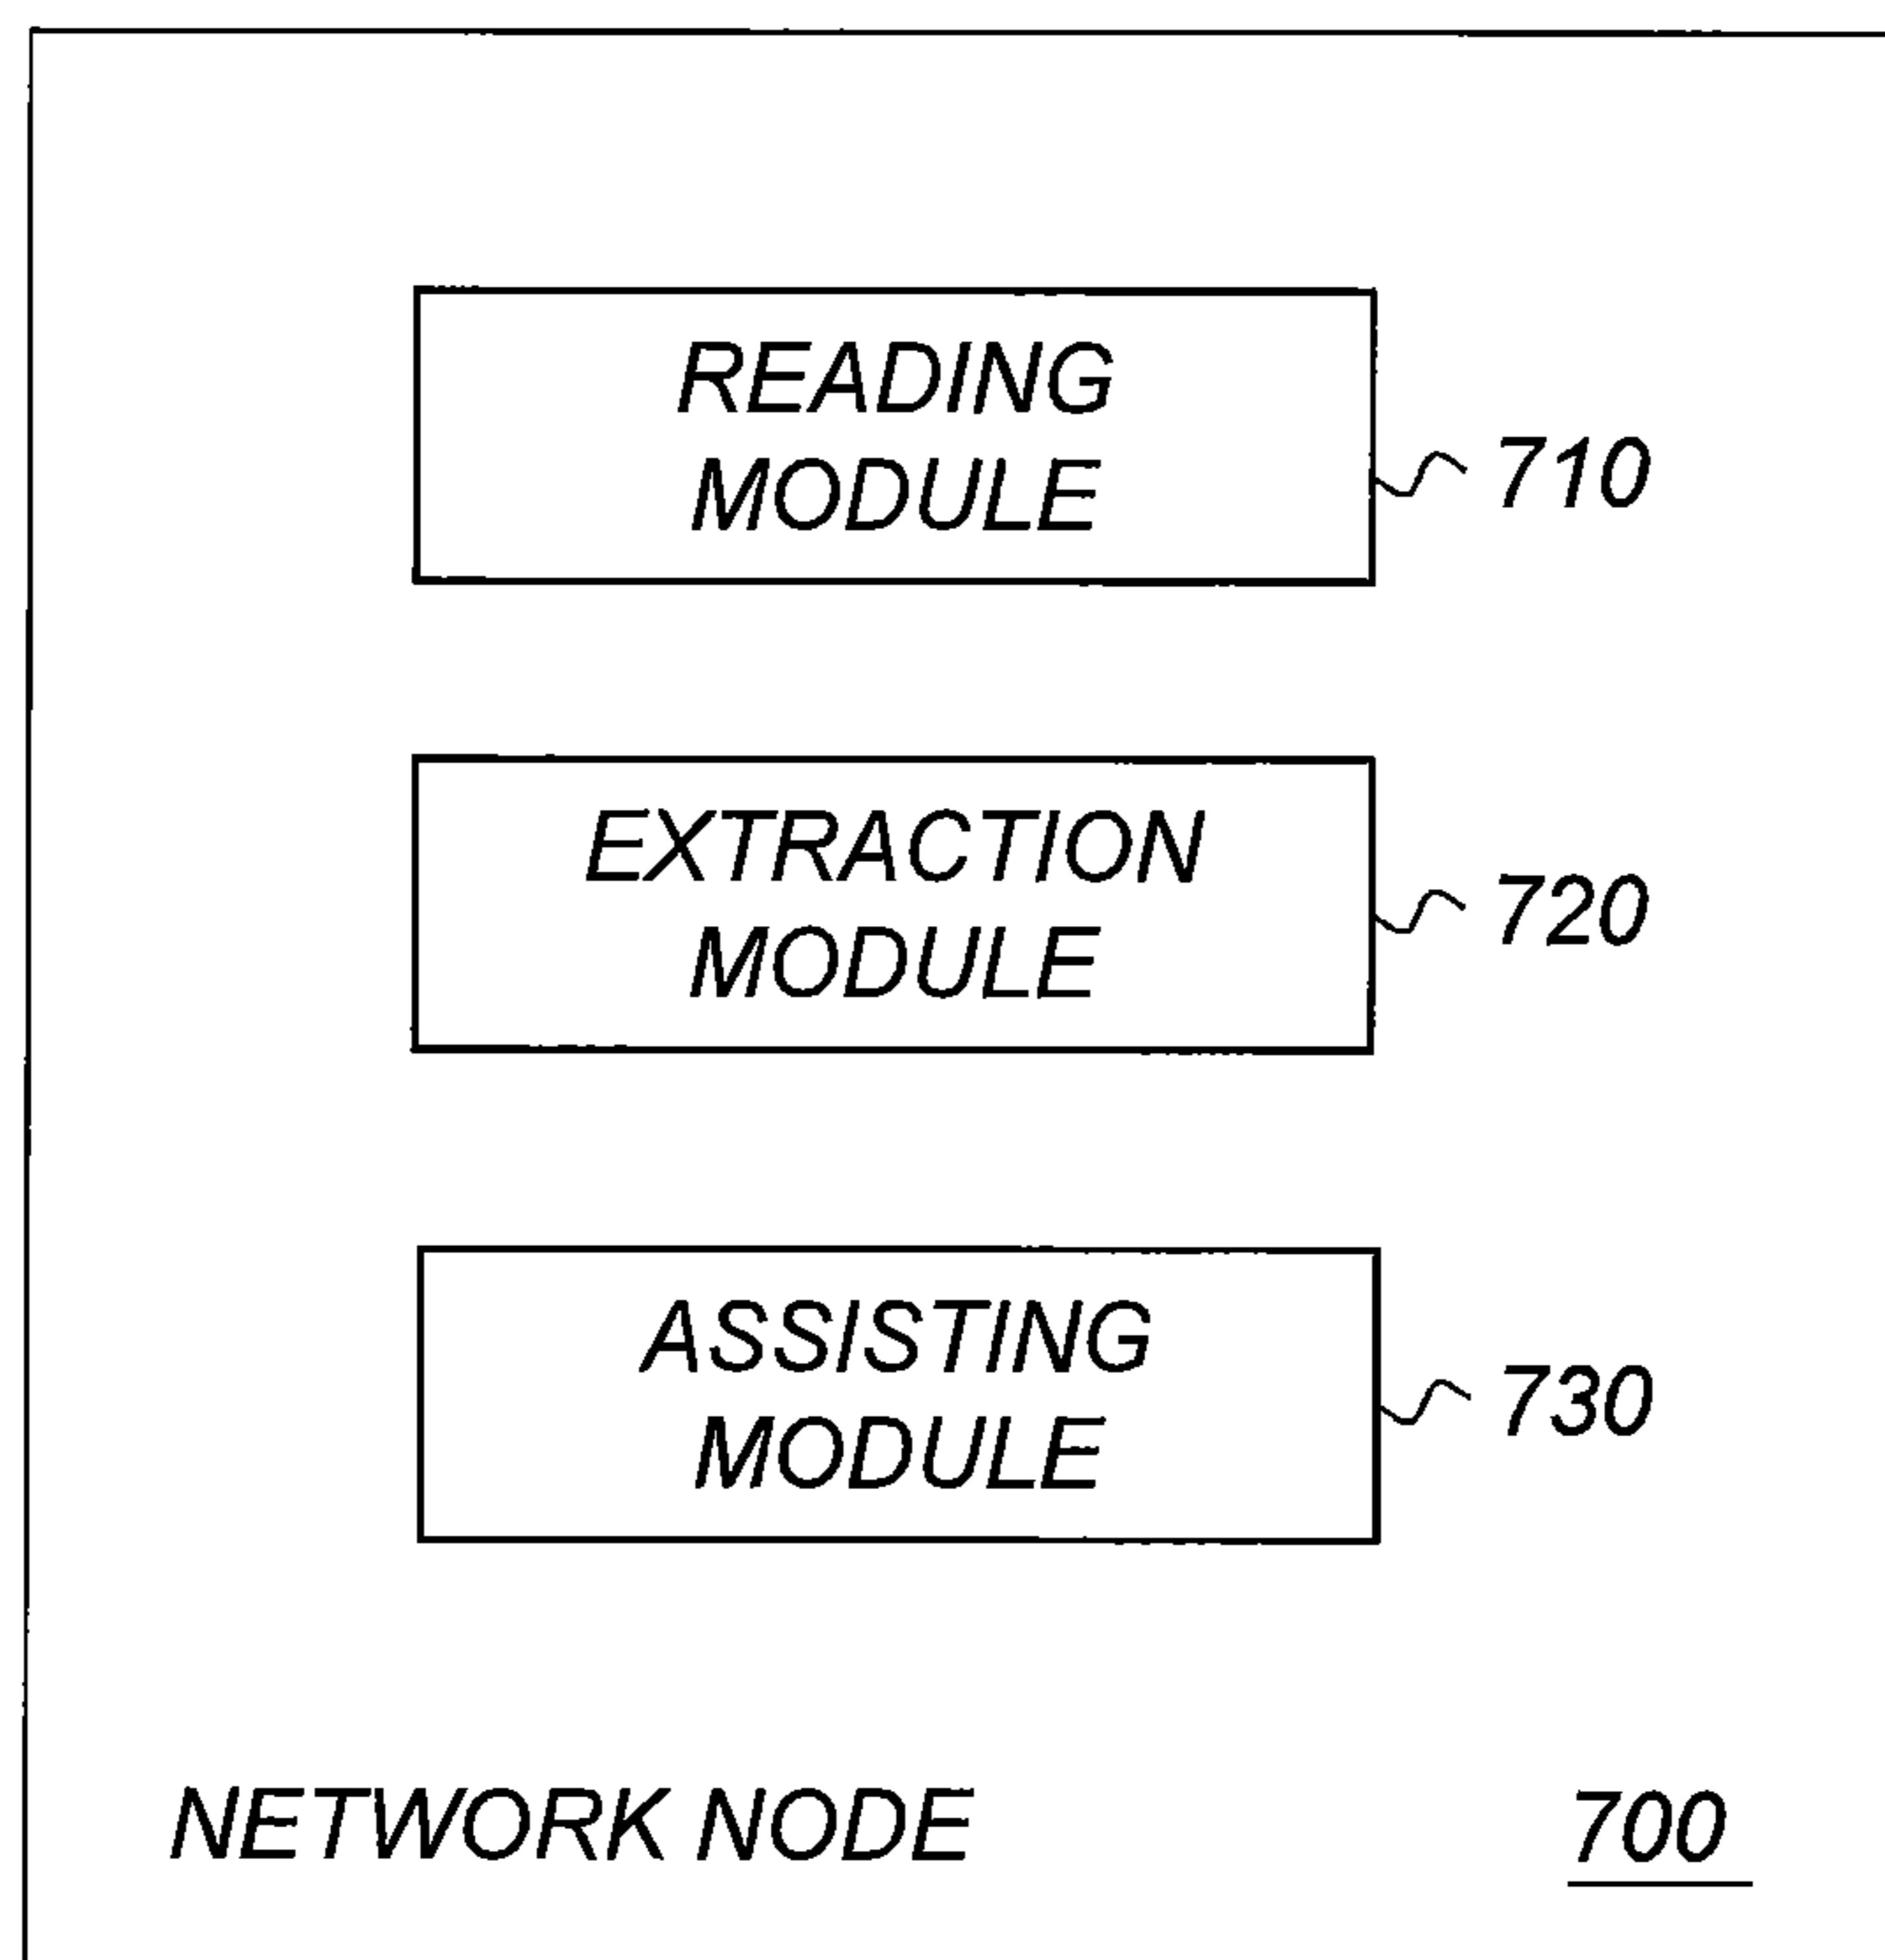 READING
MODULE
710
EXTRACTION
MODULE
720
ASSISTING
MODULE
730
NETWORK NODE
700